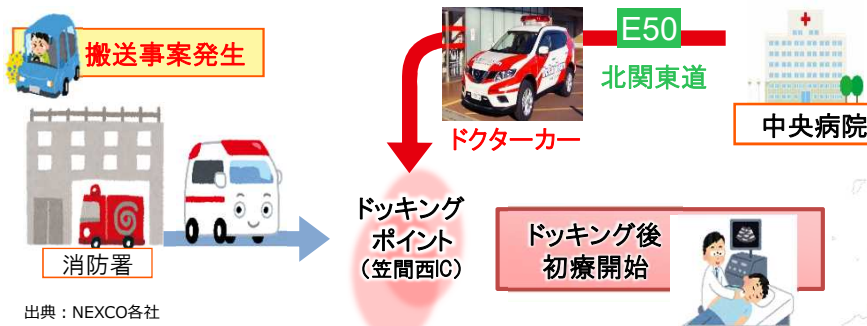 搬送事案発生
E50
北関東道
ドクターカー
中央病院
消防署
ドッキング
ポイント
（笠間西IC）
ドッキング後
初療開始
出典：NEXCO各社